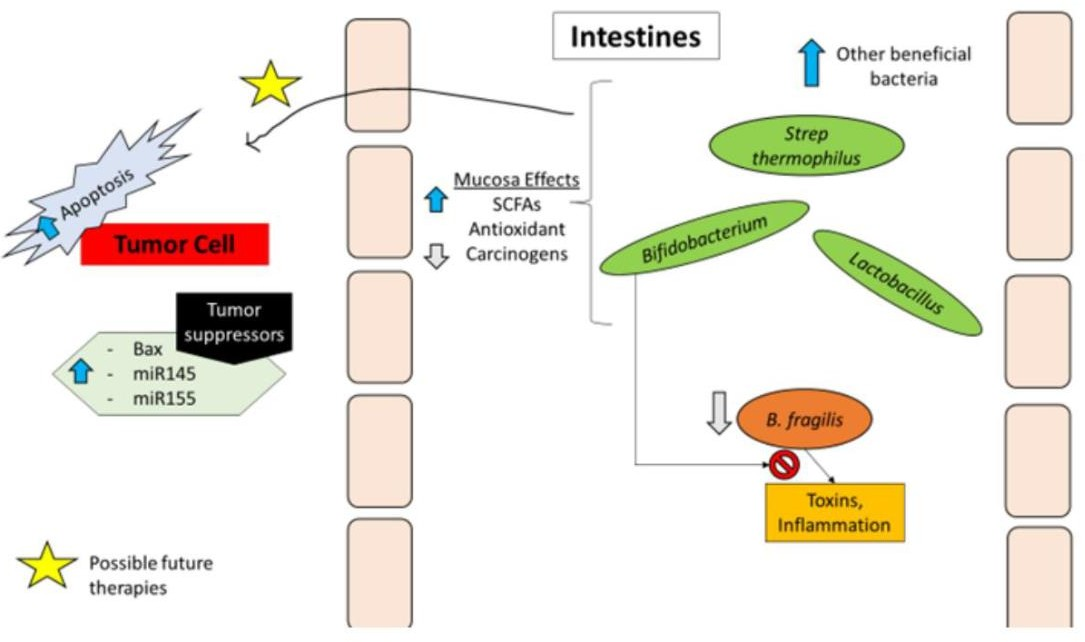 Intestines
Other beneficial
bacteria
Strep
thermophilus
Bifidobacterium
Lactobacillus
Mucosa Effects
SCFAs
Antioxidant
Carcinogens
Apoptosis
Tumor Cell
Tumor
suppressors
- Bax
- miR145
- miR155
B. fragilis
Toxins,
Inflammation
Possible future
therapies